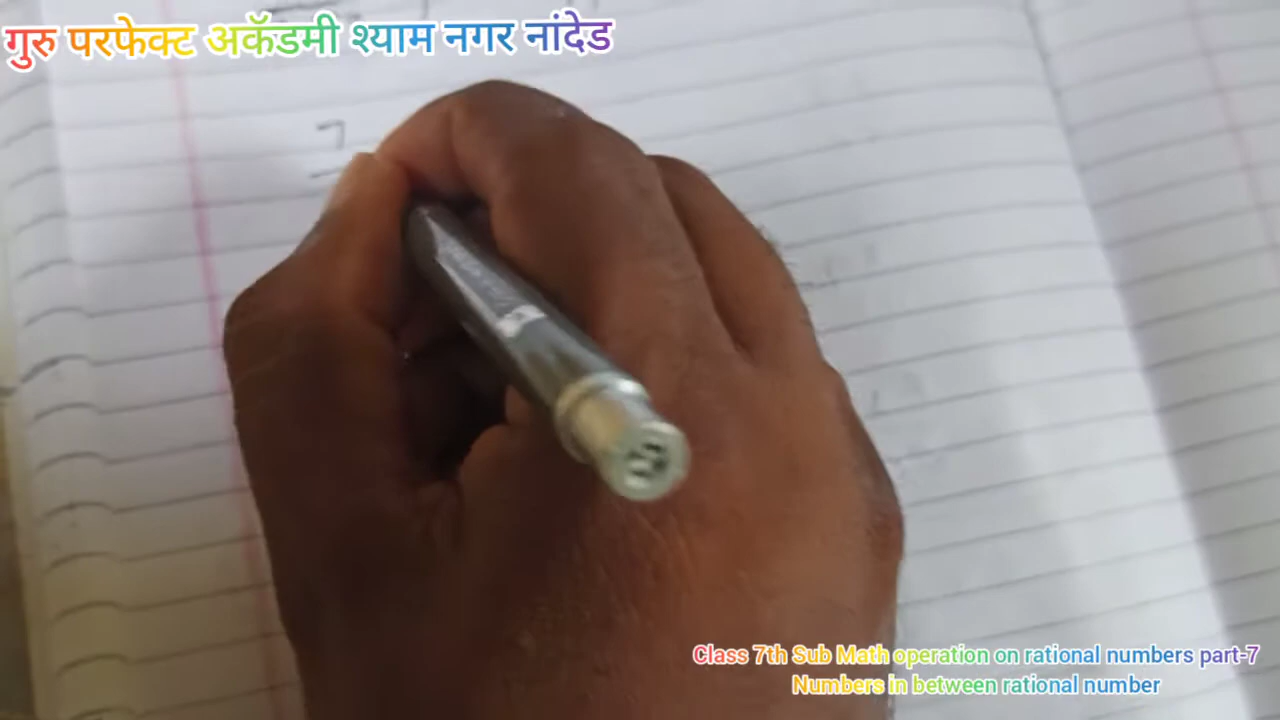 गुरु परफेक्ट अकॅडमी श्याम नगर नांदेड
7
Class 7th Sub Math operation on rational numbers part-7
Numbers in between rational number